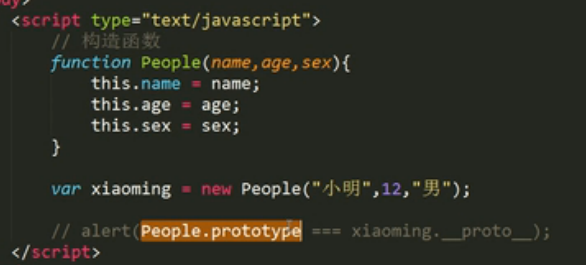 dy>
<script type="text/javascript">
// 构造函数
function People(name,age,sex){
this.name = name;
this.age = age;
this.sex = sex;
}
var xiaoming = new People("小明",12,"男");
// alert(People.prototype === xiaoming.__proto__);
</script>